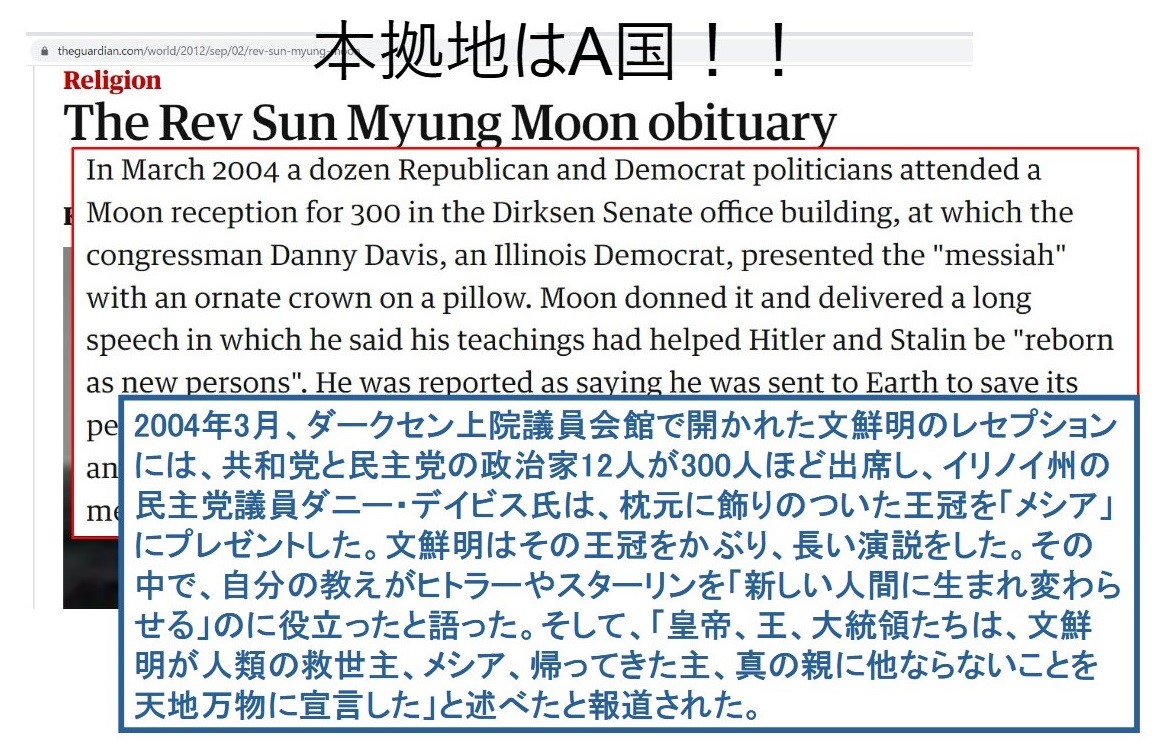 本拠地はA国！！
theguardian.com/world/2012/sep/02/rev-sun-myung-moon
Religion
The Rev Sun Myung Moon obituary
In March 2004 a dozen Republican and Democrat politicians attended a
Moon reception for 300 in the Dirksen Senate office building, at which the
congressman Danny Davis, an Illinois Democrat, presented the "messiah"
with an ornate crown on a pillow. Moon donned it and delivered a long
speech in which he said his teachings had helped Hitler and Stalin be "reborn
as new persons". He was reported as saying he was sent to Earth to save its
pe
an
me
2004年3月、ダークセン上院議員会館で開かれた文鮮明のレセプション
には、共和党と民主党の政治家12人が300人ほど出席し、イリノイ州の
民主党議員ダニー・デイビス氏は、枕元に飾りのついた王冠を「メシア」
にプレゼントした。文鮮明はその王冠をかぶり、長い演説をした。その
中で、自分の教えがヒトラーやスターリンを「新しい人間に生まれ変わら
せる」のに役立ったと語った。そして、「皇帝、王、大統領たちは、文鮮
明が人類の救世主、メシア、帰ってきた主、真の親に他ならないことを
天地万物に宣言した」と述べたと報道された。